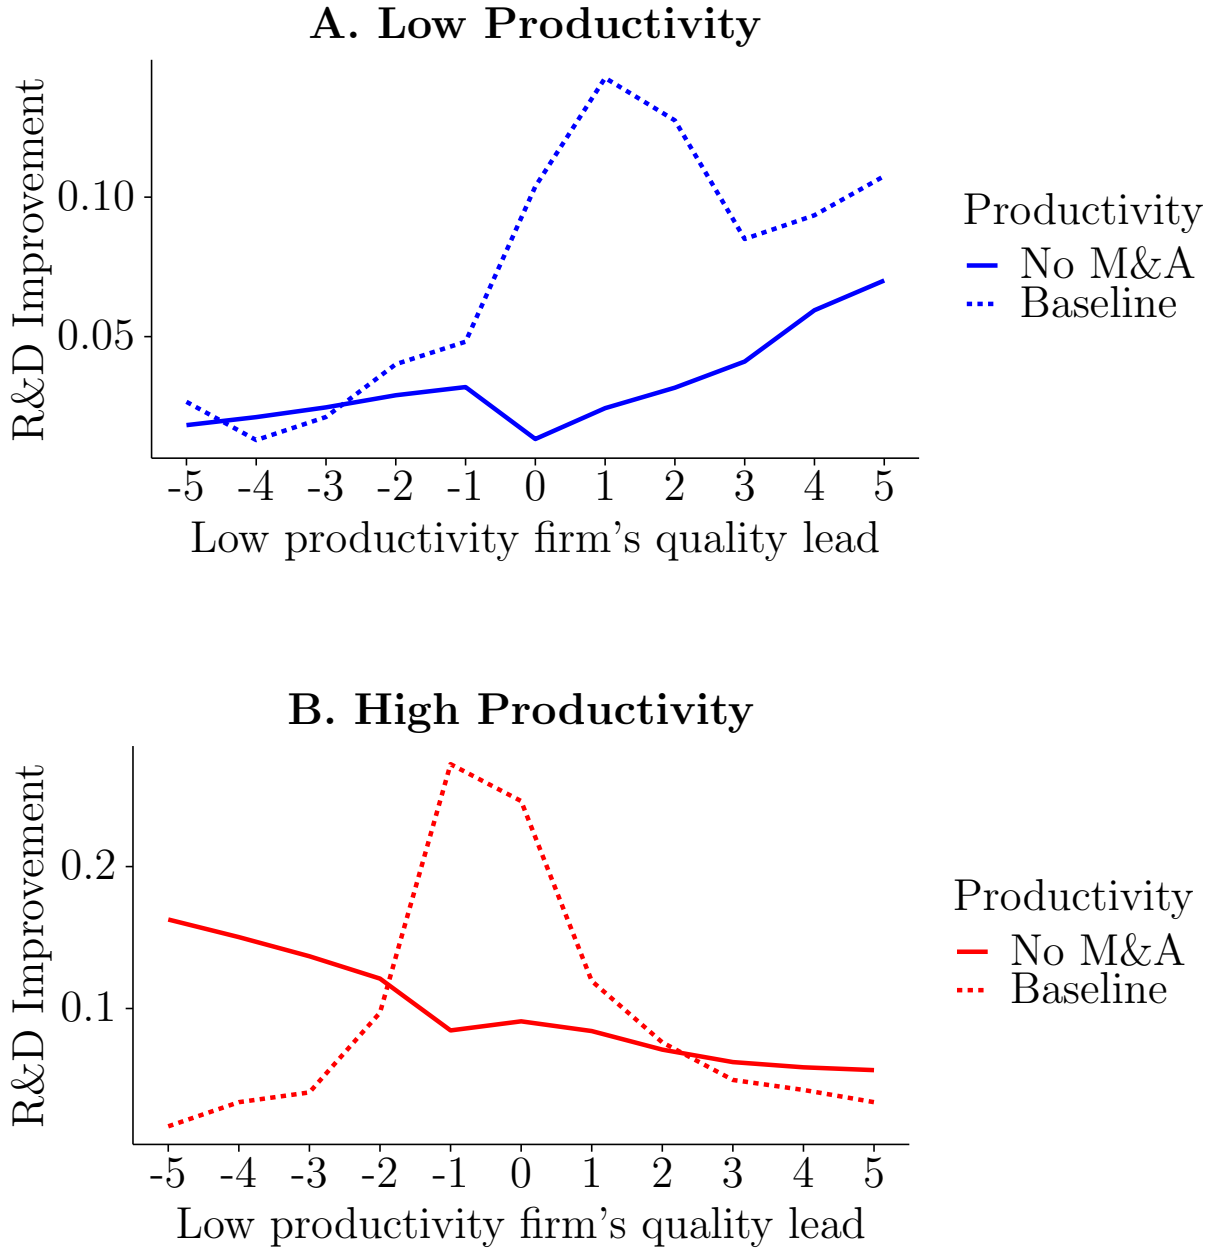 A. Low Productivity
R&D Improvement
0.10
0.05
-5 -4 -3 -2 -1 0 1 2 3 4 5
Low productivity firm's quality lead
Productivity
No M&A
Baseline
B. High Productivity
R&D Improvement
0.2
0.1
-5 -4 -3 -2 -1 0 1 2 3 4 5
Low productivity firm's quality lead
Productivity
No M&A
Baseline